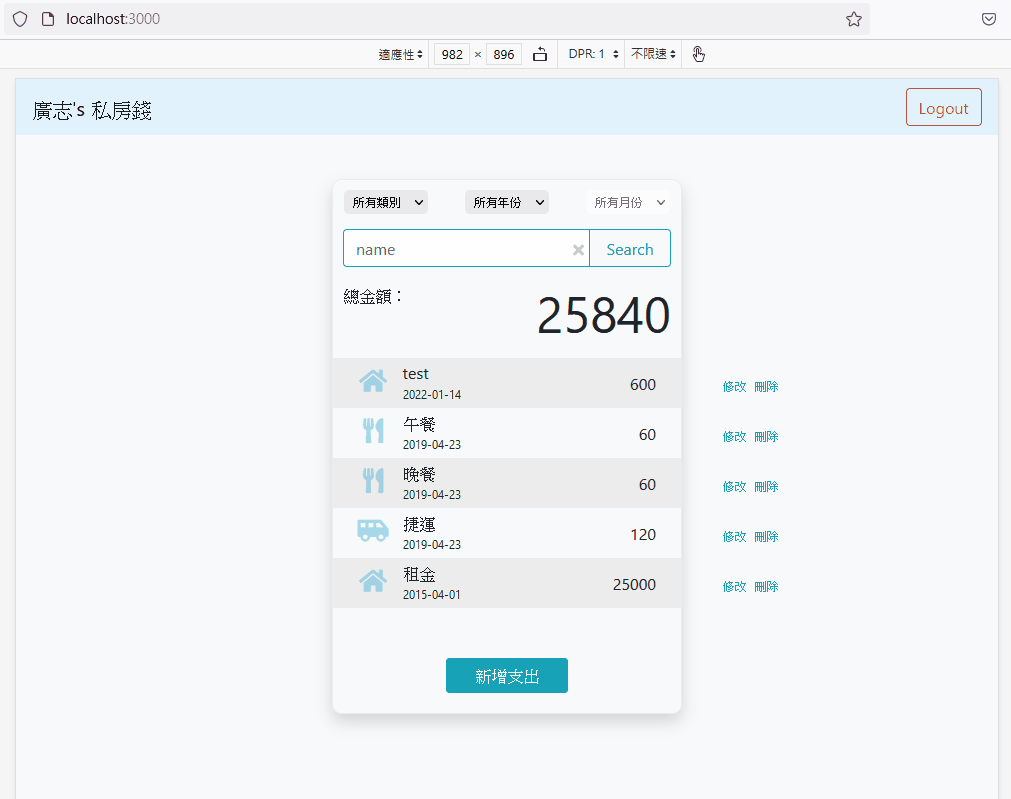 localhost:3000
適應性 982 × 896 DPR: 1 不限速
廣志's 私房錢 Logout
所有類別 所有年份 所有月份
name Search
總金額：
25840
test
2022-01-14
600
修改 刪除
午餐
2019-04-23
60
修改 刪除
晚餐
2019-04-23
60
修改 刪除
捷運
2019-04-23
120
修改 刪除
租金
2015-04-01
25000
修改 刪除
新增支出